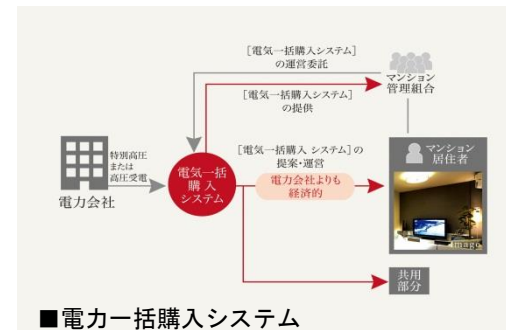 [電気一括購入システム]
の運営委託
マンション
管理組合
[電気一括購入システム]
の提供
特別高圧
または
高圧受電
電力会社
電気一括
購 入
システム
[電気一括購入 システム]の
提案・運営
電力会社よりも
経済的
マンション
居住者
image
共用
部分
■電力一括購入システム